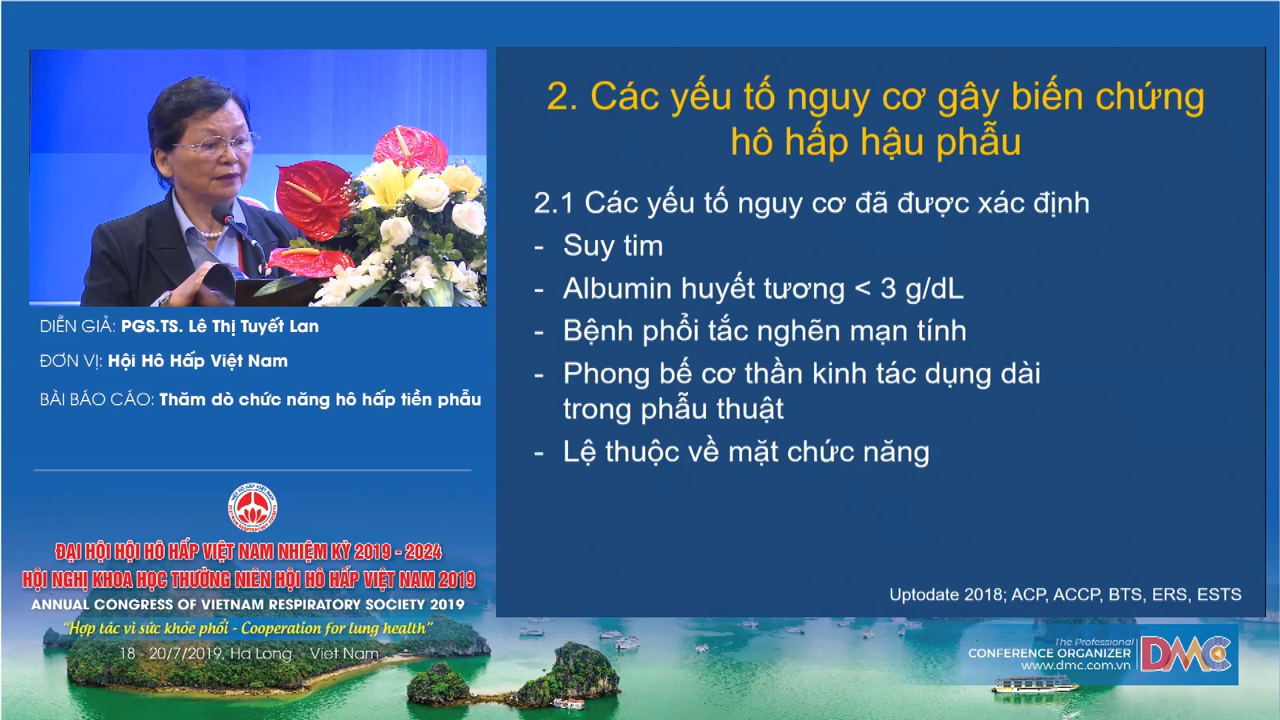 2. Các yếu tố nguy cơ gây biến chứng
hô hấp hậu phẫu
2.1 Các yếu tố nguy cơ đã được xác định
- Suy tim
- Albumin huyết tương < 3 g/dL
- Bệnh phổi tắc nghẽn mạn tính
- Phong bế cơ thần kinh tác dụng dài
trong phẫu thuật
- Lệ thuộc về mặt chức năng
Uptodate 2018; ACP, ACCP, BTS, ERS, ESTS
DIỄN GIẢ: PGS.TS. Lê Thị Tuyết Lan
ĐƠN VỊ: Hội Hô Hấp Việt Nam
BÀI BÁO CÁO: Thăm dò chức năng hô hấp tiền phẫu
ĐẠI HỘI HỘI HÔ HẤP VIỆT NAM NHIỆM KỲ 2019 - 2024
HỘI NGHỊ KHOA HỌC THƯỜNG NIÊN HỘI HÔ HẤP VIỆT NAM 2019
ANNUAL CONGRESS OF VIETNAM RESPIRATORY SOCIETY 2019
"Hợp tác vì sức khỏe phổi - Cooperation for lung health"
18 - 20/7/2019, Ha Long Viet Nam
The Professional
CONFERENCE ORGANIZER
www.dmc.com.vn
DMC